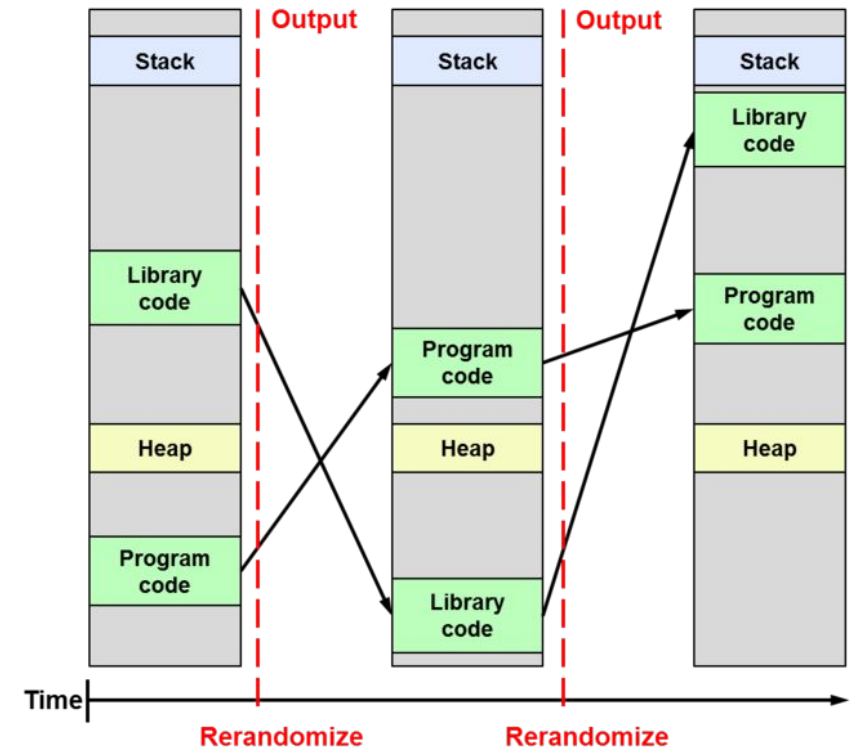 Output
Output
Stack
Stack
Stack
Library
code
Library
code
Program
code
Program
code
Heap
Heap
Heap
Program
code
Library
code
Time
Rerandomize
Rerandomize